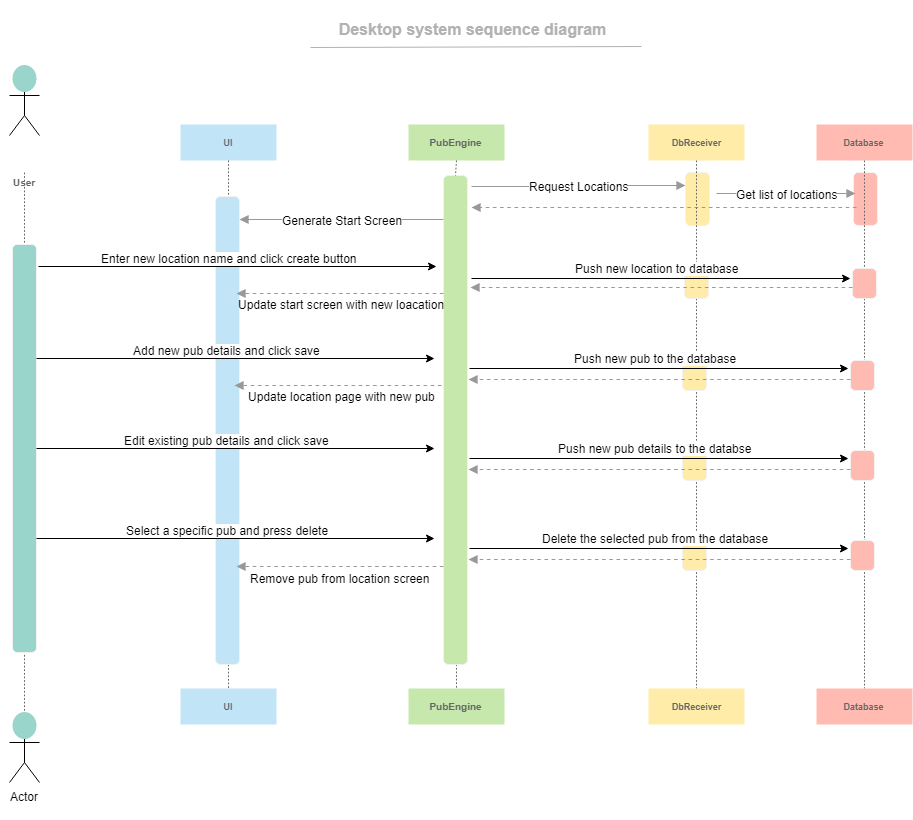 Desktop system sequence diagram
UI
PubEngine
DbReceiver
Database
User
Request Locations
Get list of locations
Generate Start Screen
Enter new location name and click create button
Push new location to database
Update start screen with new loacation
Add new pub details and click save
Push new pub to the database
Update location page with new pub
Edit existing pub details and click save
Push new pub details to the databse
Select a specific pub and press delete
Delete the selected pub from the database
Remove pub from location screen
UI
PubEngine
DbReceiver
Database
Actor